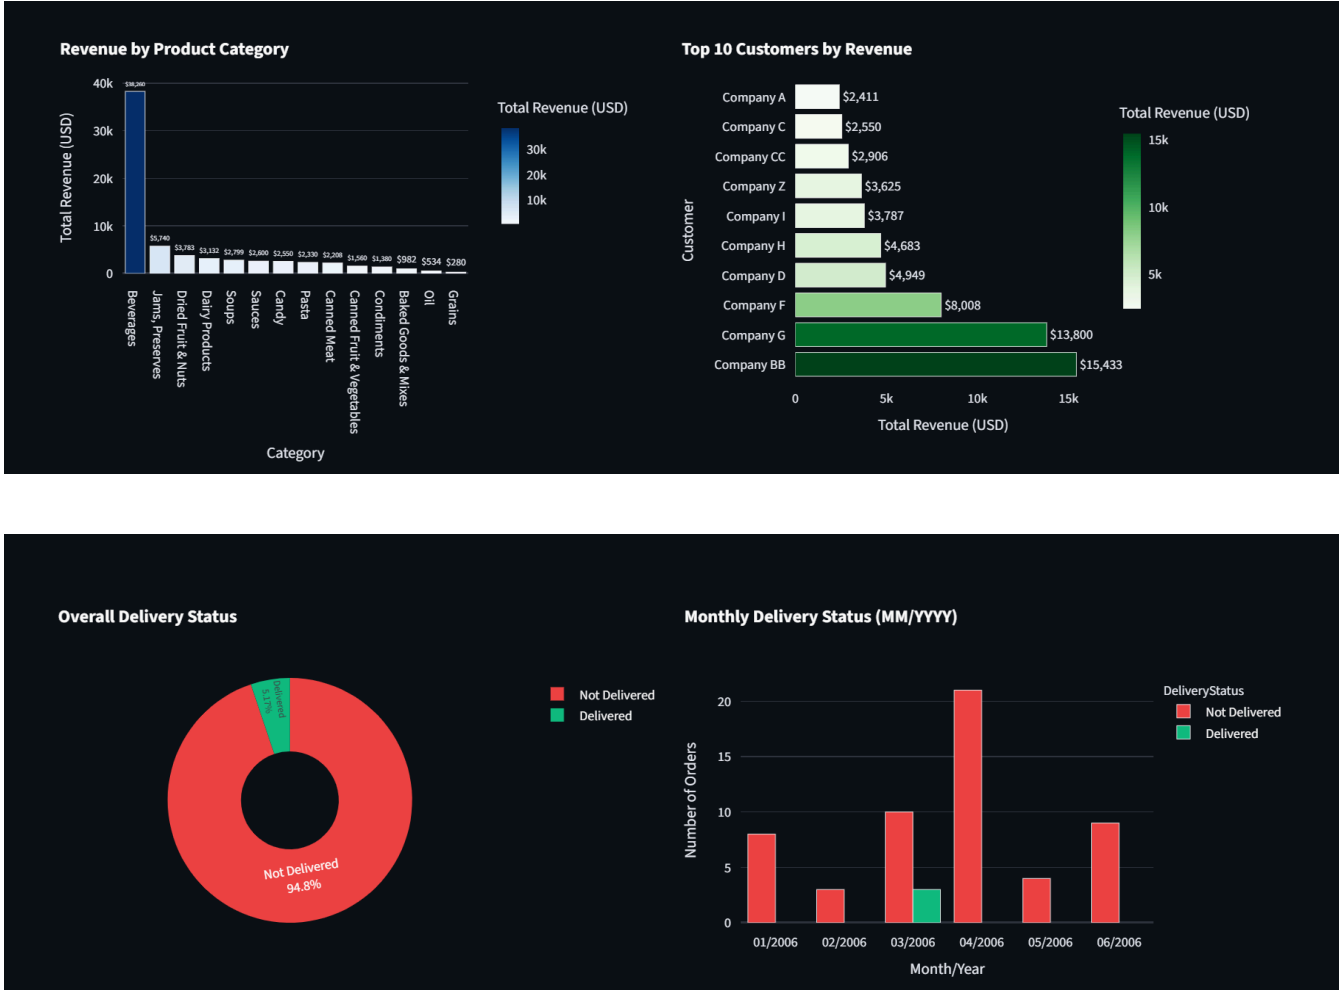 Revenue by Product Category
Total Revenue (USD)
40k
30k
20k
10k
0
$38,260
$5,740
$3,783
$3,132
$2,799
$2,600
$2,550
$2,330
$2,208
$1,560
$1,380
$982
$534
$280
Beverages
Jams, Preserves
Dried Fruit & Nuts
Dairy Products
Soups
Sauces
Candy
Pasta
Canned Meat
Canned Fruit & Vegetables
Condiments
Baked Goods & Mixes
Oil
Grains
Category
Total Revenue (USD)
30k
20k
10k
Top 10 Customers by Revenue
Customer
Company A $2,411
Company C $2,550
Company CC $2,906
Company Z $3,625
Company I $3,787
Company H $4,683
Company D $4,949
Company F $8,008
Company G $13,800
Company BB $15,433
0 5k 10k 15k
Total Revenue (USD)
Total Revenue (USD)
15k
10k
5k
Overall Delivery Status
Delivered
5.17%
Not Delivered
94.8%
Not Delivered
Delivered
Monthly Delivery Status (MM/YYYY)
Number of Orders
20
15
10
5
0
01/2006 02/2006 03/2006 04/2006 05/2006 06/2006
Month/Year
DeliveryStatus
Not Delivered
Delivered